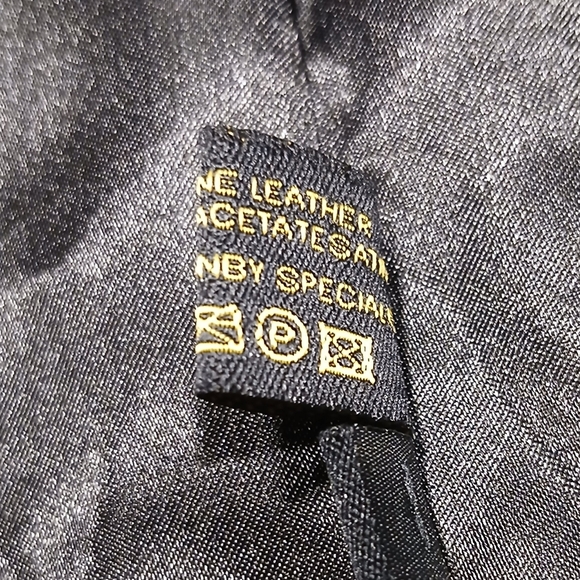 NE LEATHER
ACETATESATIN
NBY SPECIALI
P